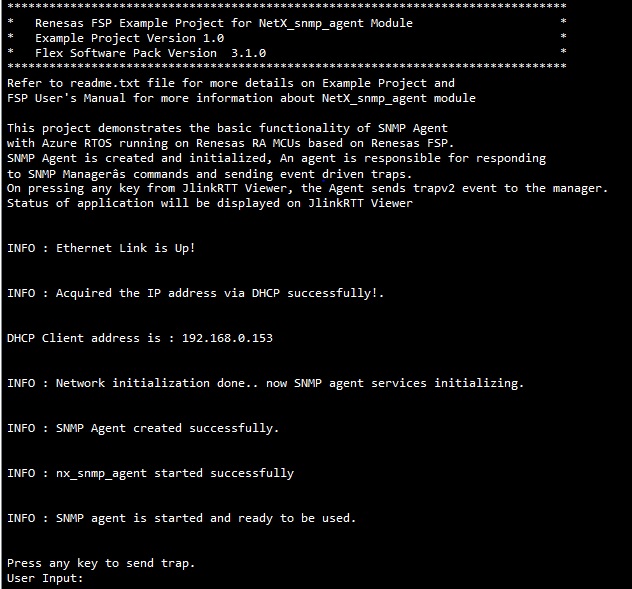 ********************************************************************************
*   Renesas FSP Example Project for NetX_snmp_agent Module                     *
*   Example Project Version 1.0                                                *
*   Flex Software Pack Version  3.1.0                                          *
********************************************************************************
Refer to readme.txt file for more details on Example Project and
FSP User's Manual for more information about NetX_snmp_agent module
This project demonstrates the basic functionality of SNMP Agent
with Azure RTOS running on Renesas RA MCUs based on Renesas FSP.
SNMP Agent is created and initialized, An agent is responsible for responding
to SNMP Managerâs commands and sending event driven traps.
On pressing any key from JlinkRTT Viewer, the Agent sends trapv2 event to the manager.
Status of application will be displayed on JlinkRTT Viewer
INFO : Ethernet Link is Up!
INFO : Acquired the IP address via DHCP successfully!.
DHCP Client address is : 192.168.0.153
INFO : Network initialization done.. now SNMP agent services initializing.
INFO : SNMP Agent created successfully.
INFO : nx_snmp_agent started successfully
INFO : SNMP agent is started and ready to be used.
Press any key to send trap.
User Input: